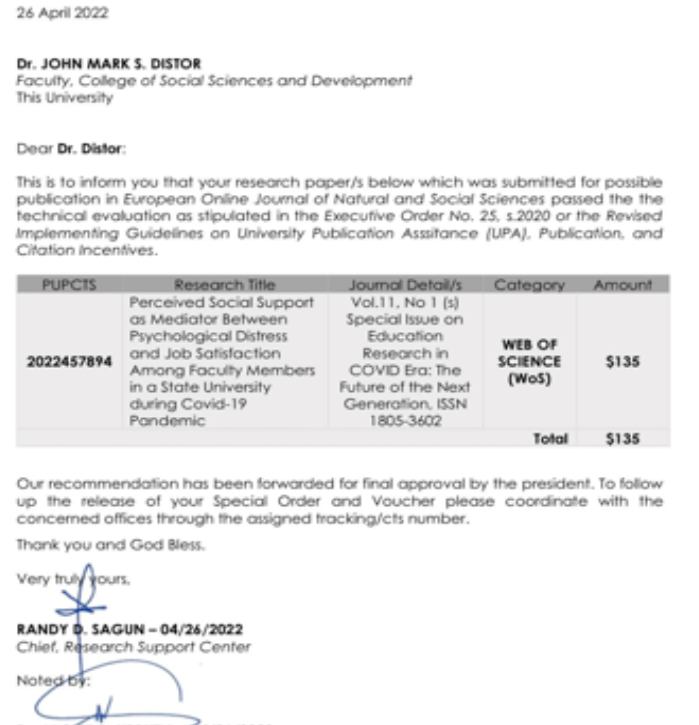 26 April 2022
Dr. JOHN MARK S. DISTOR
Faculty, College of Social Sciences and Development
This University
Dear Dr. Distor:
This is to inform you that your research paper/s below which was submitted for possible
publication in European Online Journal of Natural and Social Sciences passed the the
technical evaluation as stipulated in the Executive Order No. 25, s.2020 or the Revised
Implementing Guidelines on University Publication Asssitance (UPA), Publication, and
Citation Incentives.
PUPCTS Research Title Journal Detail/s Category Amount
2022457894
Perceived Social Support
as Mediator Between
Psychological Distress
and Job Satisfaction
Among Faculty Members
in a State University
during Covid-19
Pandemic
Vol.11, No 1 (s)
Special Issue on
Education
Research in
COVID Era: The
Future of the Next
Generation, ISSN
1805-3602
WEB OF
SCIENCE
(WoS)
$135
Total $135
Our recommendation has been forwarded for final approval by the president. To follow
up the release of your Special Order and Voucher please coordinate with the
concerned offices through the assigned tracking/cts number.
Thank you and God Bless.
Very truly yours,
RANDY D. SAGUN – 04/26/2022
Chief, Research Support Center
Noted by: